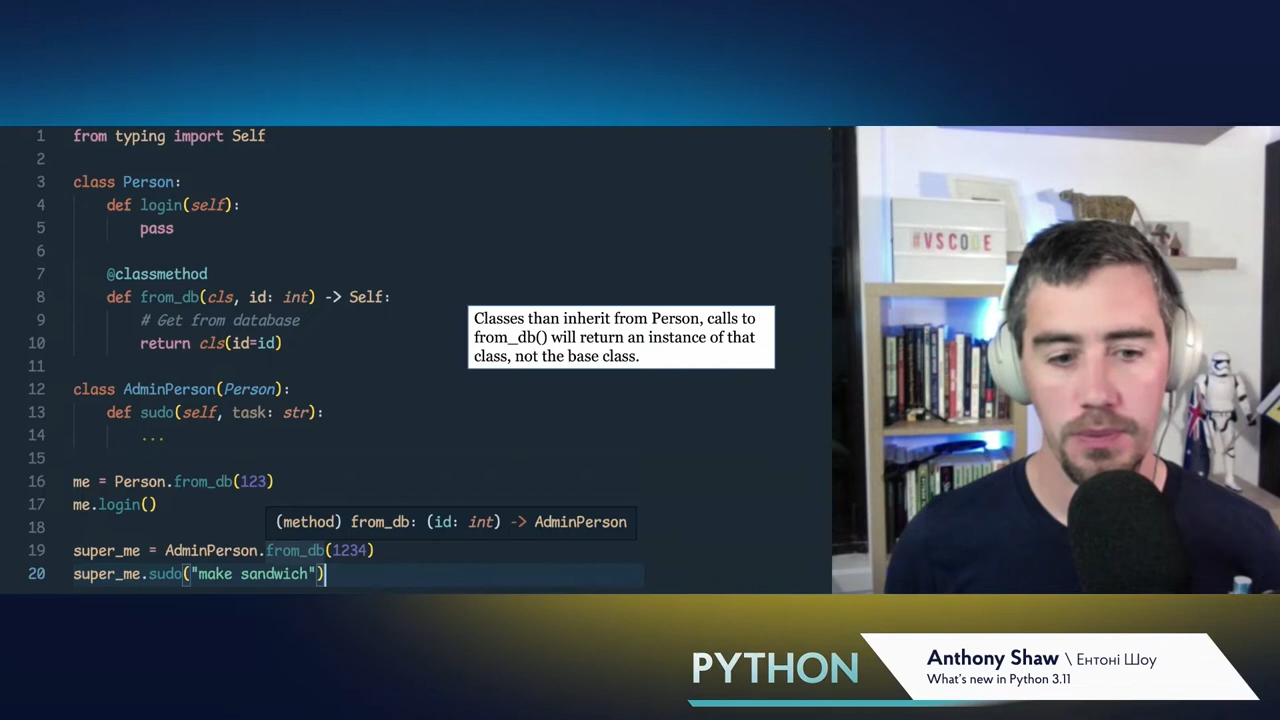 1 from typing import Self
2
3 class Person:
4 def login(self):
5 pass
6
7 @classmethod
8 def from_db(cls, id: int) -> Self:
9 # Get from database
10 return cls(id=id)
11
12 class AdminPerson(Person):
13 def sudo(self, task: str):
14 ...
15
16 me = Person.from_db(123)
17 me.login()
18
(method) from_db: (id: int) -> AdminPerson
19 super_me = AdminPerson.from_db(1234)
20 super_me.sudo("make sandwich")
Classes than inherit from Person, calls to
from_db() will return an instance of that
class, not the base class.
#VSCODE
PYTHON
Anthony Shaw \ Ентоні Шоу
What's new in Python 3.11